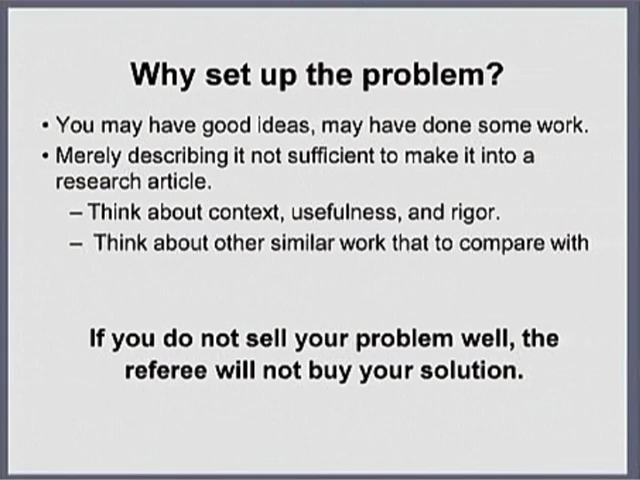 Why set up the problem?
• You may have good ideas, may have done some work.
• Merely describing it not sufficient to make it into a
research article.
– Think about context, usefulness, and rigor.
– Think about other similar work that to compare with
If you do not sell your problem well, the
referee will not buy your solution.